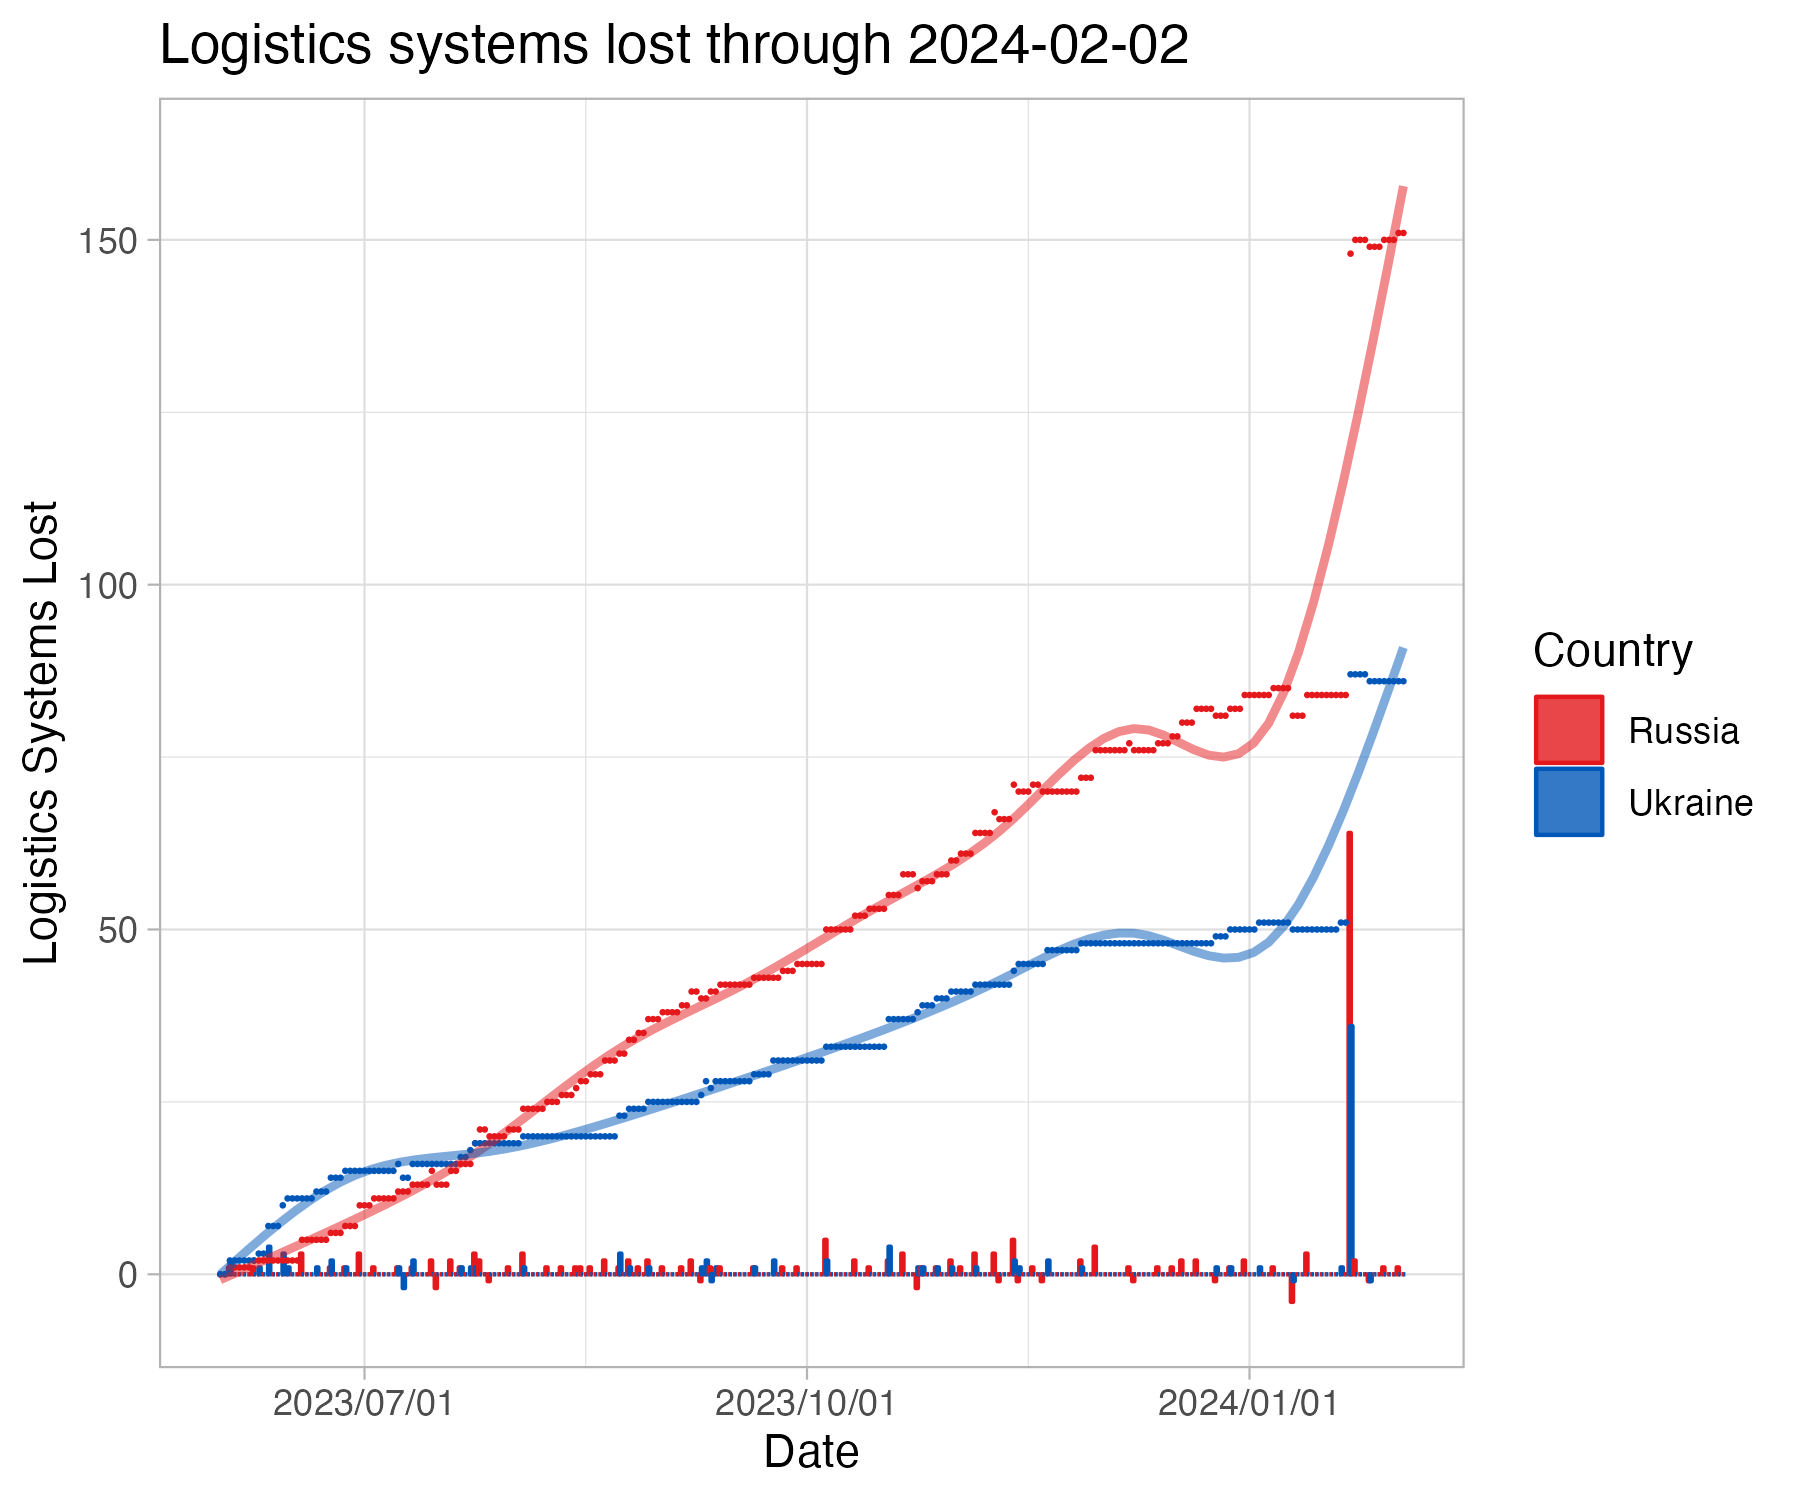 Logistics systems lost through 2024-02-02
Logistics Systems Lost
150
100
50
0
2023/07/01
2023/10/01
2024/01/01
Date
Country
Russia
Ukraine